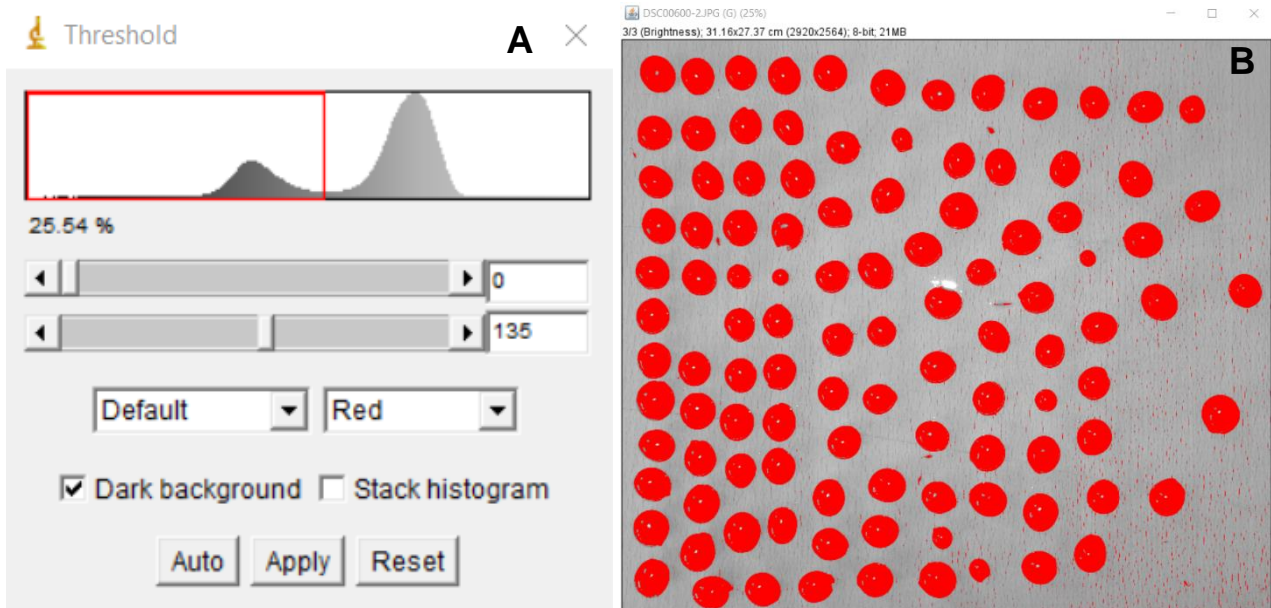 Threshold
A
25.54 %
0
135
Default
Red
Dark background
Stack histogram
Auto
Apply
Reset
DSC00600-2.JPG (G) (25%)
3/3 (Brightness); 31.16x27.37 cm (2920x2564); 8-bit; 21MB
B